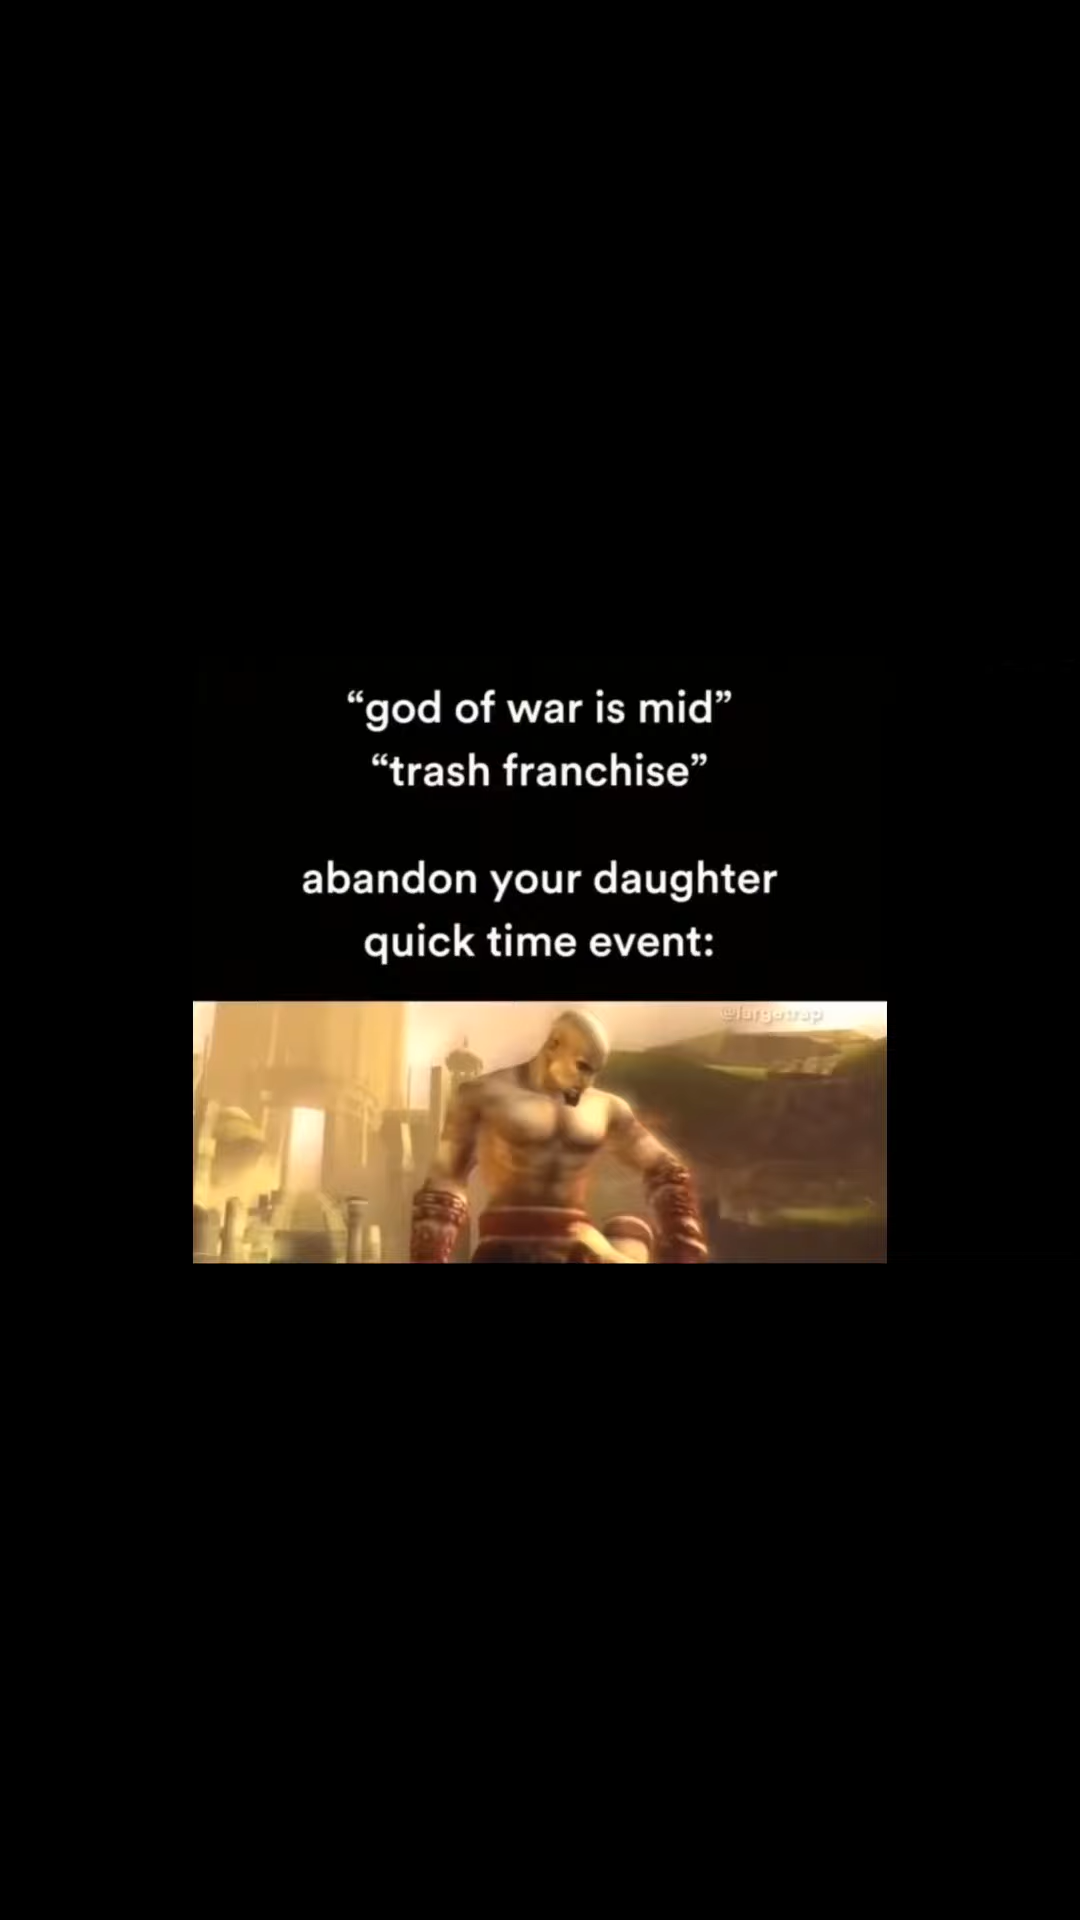 “god of war is mid”
“trash franchise”
abandon your daughter
quick time event: